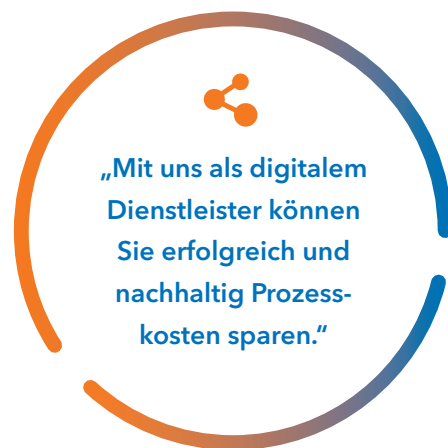 „Mit uns als digitalem
Dienstleister können
Sie erfolgreich und
nachhaltig Prozess-
kosten sparen.“